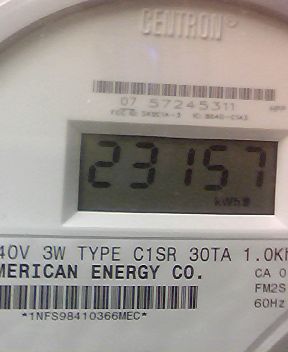 CENTRON
07 57245311
23157
kWh
40V 3W TYPE C1SR 30TA 1.0Kh
MERICAN ENERGY CO.
CA 0
FM2S
60Hz
*1NFS98410366MEC*